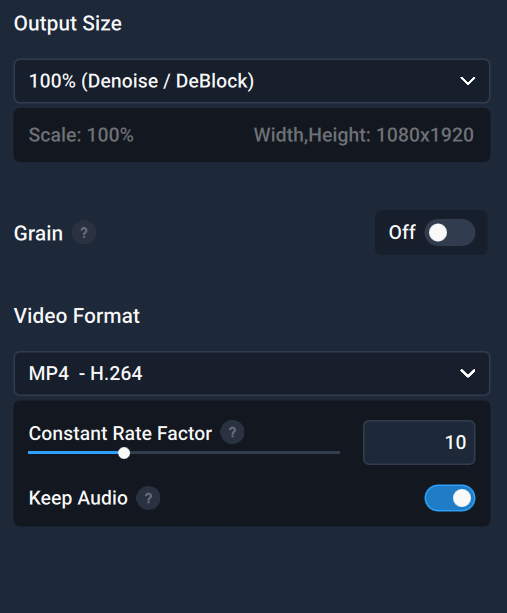 Output Size
100% (Denoise / DeBlock)
Scale: 100% Width,Height: 1080x1920
Grain ? Off
Video Format
MP4 - H.264
Constant Rate Factor ? 10
Keep Audio ?